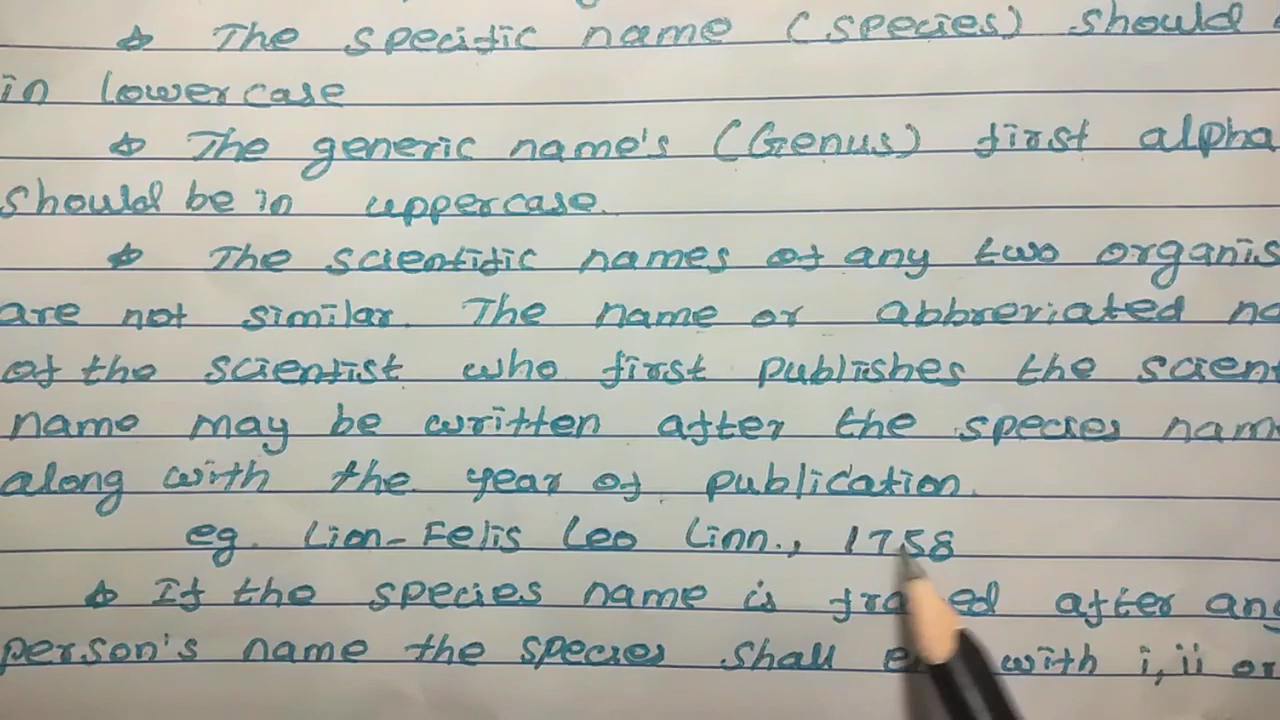 ☆ The specific name (species) should
in lowercase
☆ The generic name's (Genus) first alpha
should be in uppercase.
☆ The scientific names of any two organis
are not similar. The name or abbreviated na
of the scientist who first publishes the scient
name may be written after the species nam
along with the year of publication.
eg. Lion-Felis Leo Linn., 1758
☆ If the species name is after any
person's name the species shall with i, ii or